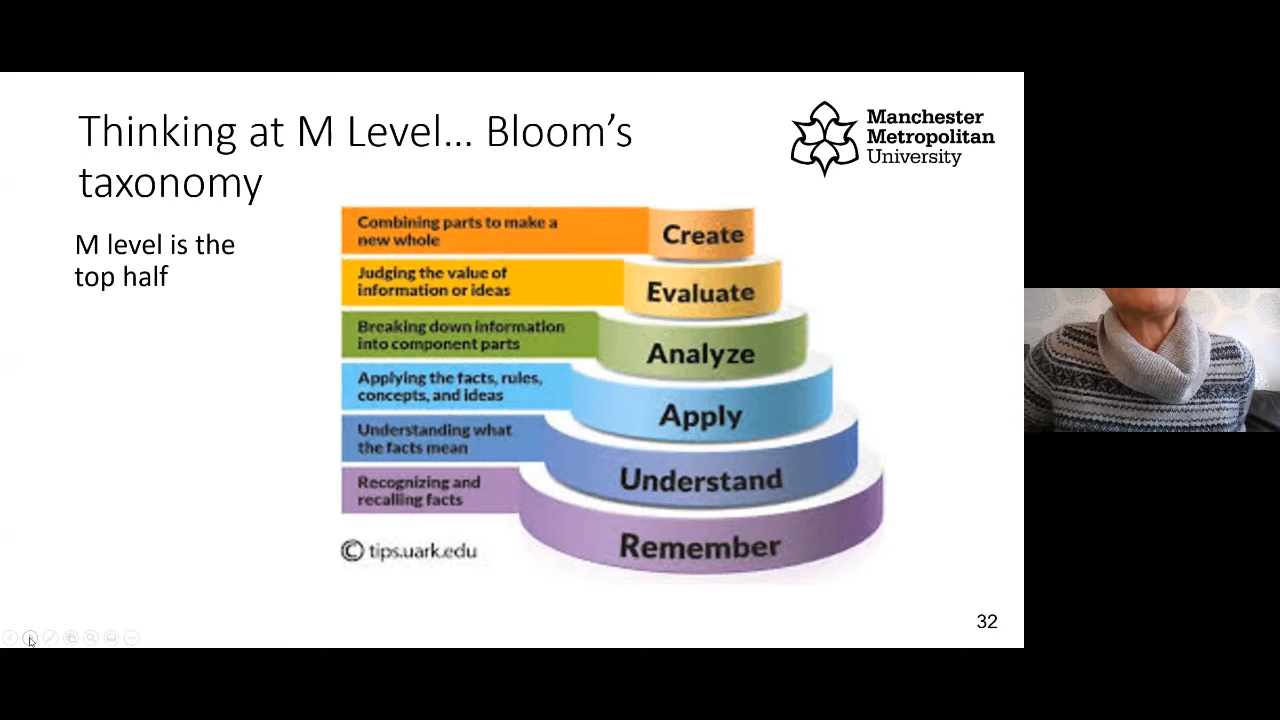 Thinking at M Level... Bloom's
taxonomy
Manchester
Metropolitan
University
M level is the
top half
Combining parts to make a
new whole
Create
Judging the value of
information or ideas
Evaluate
Breaking down information
into component parts
Analyze
Applying the facts, rules,
concepts, and ideas
Apply
Understanding what
the facts mean
Understand
Recognizing and
recalling facts
Remember
© tips.uark.edu
32